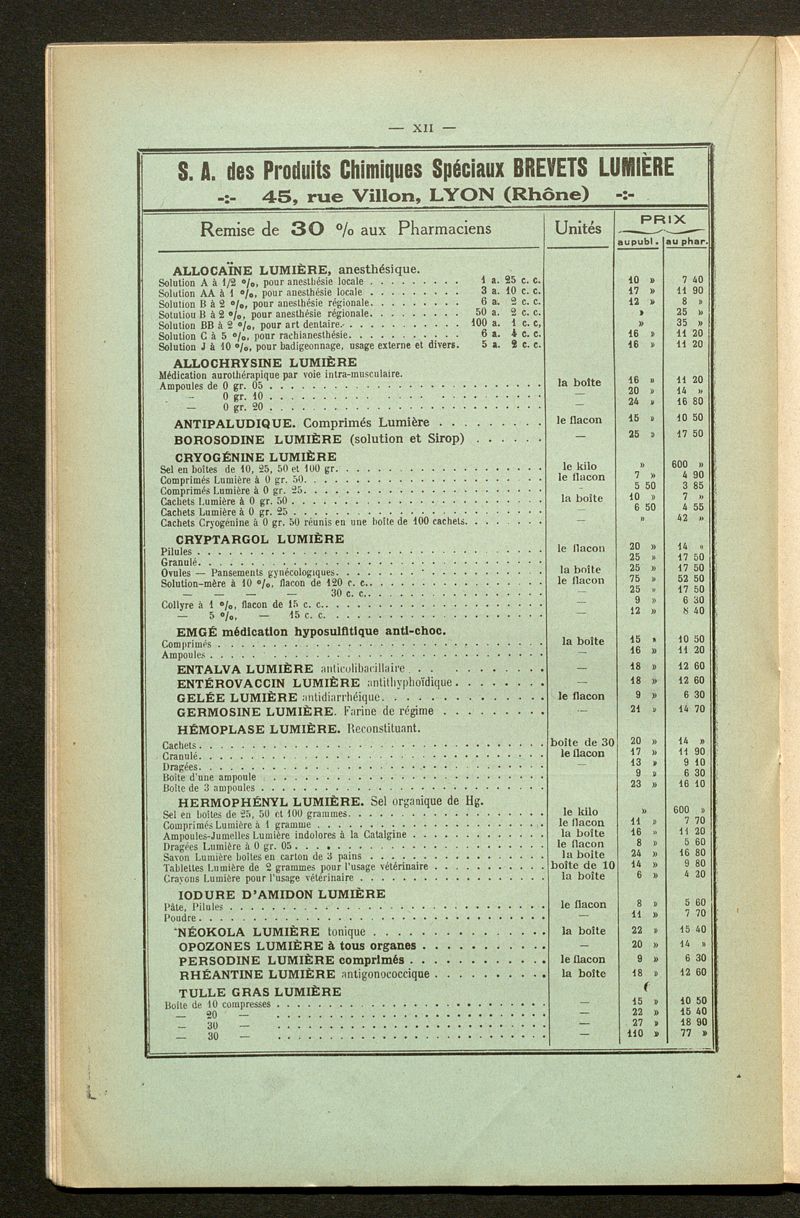 — XII —
S. A. des Produits Chimiques Spéciaux BREVETS LUMIÈRE
-:- 45, rue Villon, LYON (Rhône) -:-
Remise de 30 % aux Pharmaciens Unités PRIX
au publ. au phar.
ALLOCAÏNE LUMIÈRE, anesthésique.
Solution A à 1/2 %, pour anesthésie locale 1 a. 25 c. c. 10 » 7 40
Solution AA à 1 %, pour anesthésie locale 3 a. 10 c. c. 17 » 11 90
Solution B à 2 %, pour anesthésie régionale 6 a. 2 c. c. 12 » 8 »
Solution B à 2 %, pour anesthésie régionale 50 a. 2 c. c. » 25 »
Solution BB à 2 %, pour art dentaire 100 a. 1 c. c, » 35 »
Solution C à 5 %, pour rachianesthésie 6 a. 4 c. c. 16 » 11 20
Solution J à 10 %, pour badigeonnage, usage externe et divers. 5 a. 2 c. c. 16 » 11 20
ALLOCHRYSINE LUMIÈRE
Médication aurothérapique par voie intra-musculaire.
Ampoules de 0 gr. 05 la boîte 16 » 11 20
— 0 gr. 10 — 20 » 14 »
— 0 gr. 20 — 24 » 16 80
ANTIPALUDIQUE. Comprimés Lumière le flacon 15 » 10 50
BOROSODINE LUMIÈRE (solution et Sirop) — 25 » 17 50
CRYOGÉNINE LUMIÈRE
Sel en boîtes de 10, 25, 50 et 100 gr. le kilo » 600 »
Comprimés Lumière à 0 gr. 50 le flacon 7 » 4 90
Comprimés Lumière à 0 gr. 25 — 5 50 3 85
Cachets Lumière à 0 gr. 50 la boîte 10 » 7 »
Cachets Lumière à 0 gr. 25 6 50 4 55
Cachets Cryogénine à 0 gr. 50 réunis en une boîte de 100 cachets — » 42 »
CRYPTARGOL LUMIÈRE
Pilules le flacon 20 » 14 »
Granulé 25 » 17 50
Ovules — Pansements gynécologiques la boîte 25 » 17 50
Solution-mère à 10 %, flacon de 120 c. c. le flacon 75 » 52 50
— — — — 30 c. c. — 25 » 17 50
Collyre à 1 %, flacon de 15 c. c. — 9 » 6 30
— 5 %, — 15 c. c. — 12 » 8 40
EMGÉ médication hyposulfitique anti-choc.
Comprimés la boîte 15 » 10 50
Ampoules — 16 » 11 20
ENTALVA LUMIÈRE anticolibacillaire — 18 » 12 60
ENTÉROVACCIN LUMIÈRE antithyphoïdique — 18 » 12 60
GELÉE LUMIÈRE antidiarrhéique le flacon 9 » 6 30
GERMOSINE LUMIÈRE. Farine de régime — 21 » 14 70
HÉMOPLASE LUMIÈRE. Reconstituant.
Cachets boîte de 30 20 » 14 »
Granulé le flacon 17 » 11 90
Dragées — 13 » 9 10
Boîte d'une ampoule 9 » 6 30
Boîte de 3 ampoules 23 » 16 10
HERMOPHÉNYL LUMIÈRE. Sel organique de Hg.
Sel en boîtes de 25, 50 et 100 grammes le kilo » 600 »
Comprimés Lumière à 1 gramme le flacon 11 » 7 70
Ampoules-Jumelles Lumière indolores à la Catalgine la boîte 16 » 11 20
Dragées Lumière à 0 gr. 05 le flacon 8 » 5 60
Savon Lumière boîtes en carton de 3 pains la boîte 24 » 16 80
Tablettes Lumière de 2 grammes pour l'usage vétérinaire boîte de 10 14 » 9 80
Crayons Lumière pour l'usage vétérinaire la boîte 6 » 4 20
IODURE D'AMIDON LUMIÈRE
Pâte, Pilules le flacon 8 » 5 60
Poudre — 11 » 7 70
NÉOKOLA LUMIÈRE tonique la boîte 22 » 15 40
OPOZONES LUMIÈRE à tous organes — 20 » 14 »
PERSODINE LUMIÈRE comprimés le flacon 9 » 6 30
RHÉANTINE LUMIÈRE antigonococcique la boîte 18 » 12 60
TULLE GRAS LUMIÈRE
Boîte de 10 compresses — 15 » 10 50
— 20 — — 22 » 15 40
— 30 — — 27 » 18 90
— 30 — — 110 » 77 »